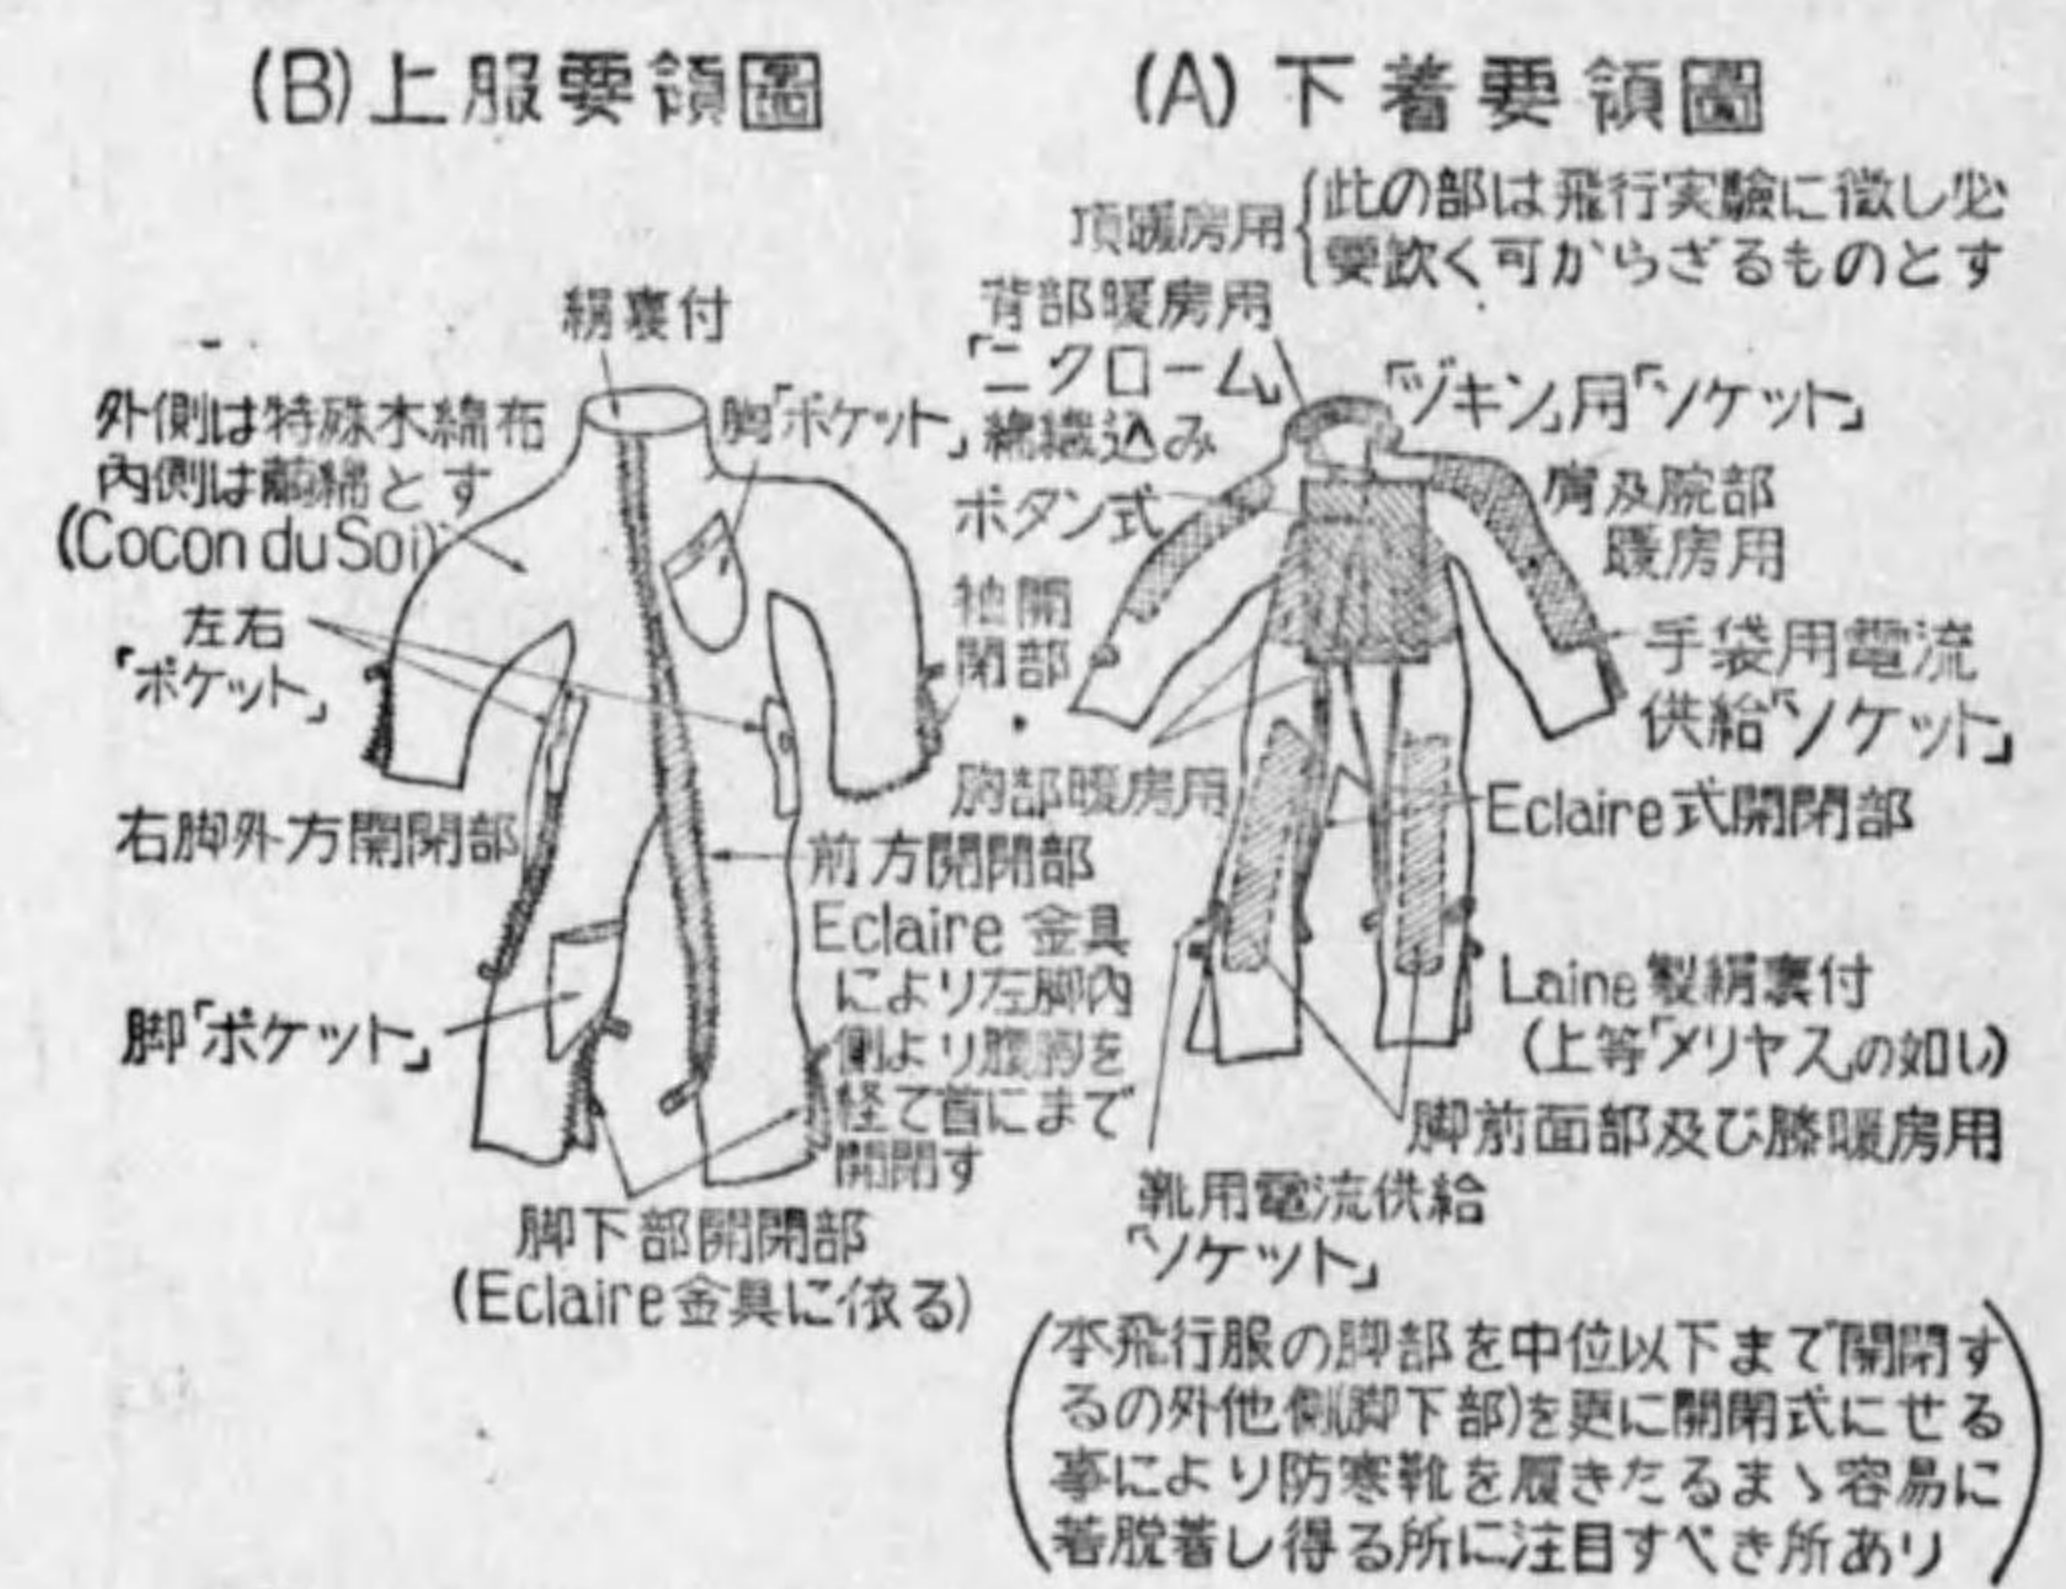 (A)下着要領圖
頂暖房用
此の部は飛行実驗に徴し必
要欠く可からざるものとす
背部暖房用
「ニクローム」
線織込み
ボタン式
「ヅキン」用「ソケット」
肩及腕部
暖房用
手袋用電流
供給「ソケット」
胸部暖房用
Eclaire式開閉部
Laine製絹裏付
(上等「メリヤス」の如し)
脚前面部及び膝暖房用
靴用電流供給
「ソケット」
(本飛行服の脚部を中位以下まで開閉す
るの外他側(脚下部)を更に開閉式にせる
事により防寒靴を履きたるまゝ容易に
着脱着し得る所に注目すべき所あり)
(B)上服要領圖
絹裏付
外側は特殊木綿布
內側は繭綿とす
(Cocon du Soi)
胸「ポケット」
左右
「ポケット」
袖開
閉部
右脚外方開閉部
前方開閉部
Eclaire 金具
により左脚內
側より腹胸を
経て首にまで
開閉す
脚「ポケット」
脚下部開閉部
(Eclaire金具に依る)